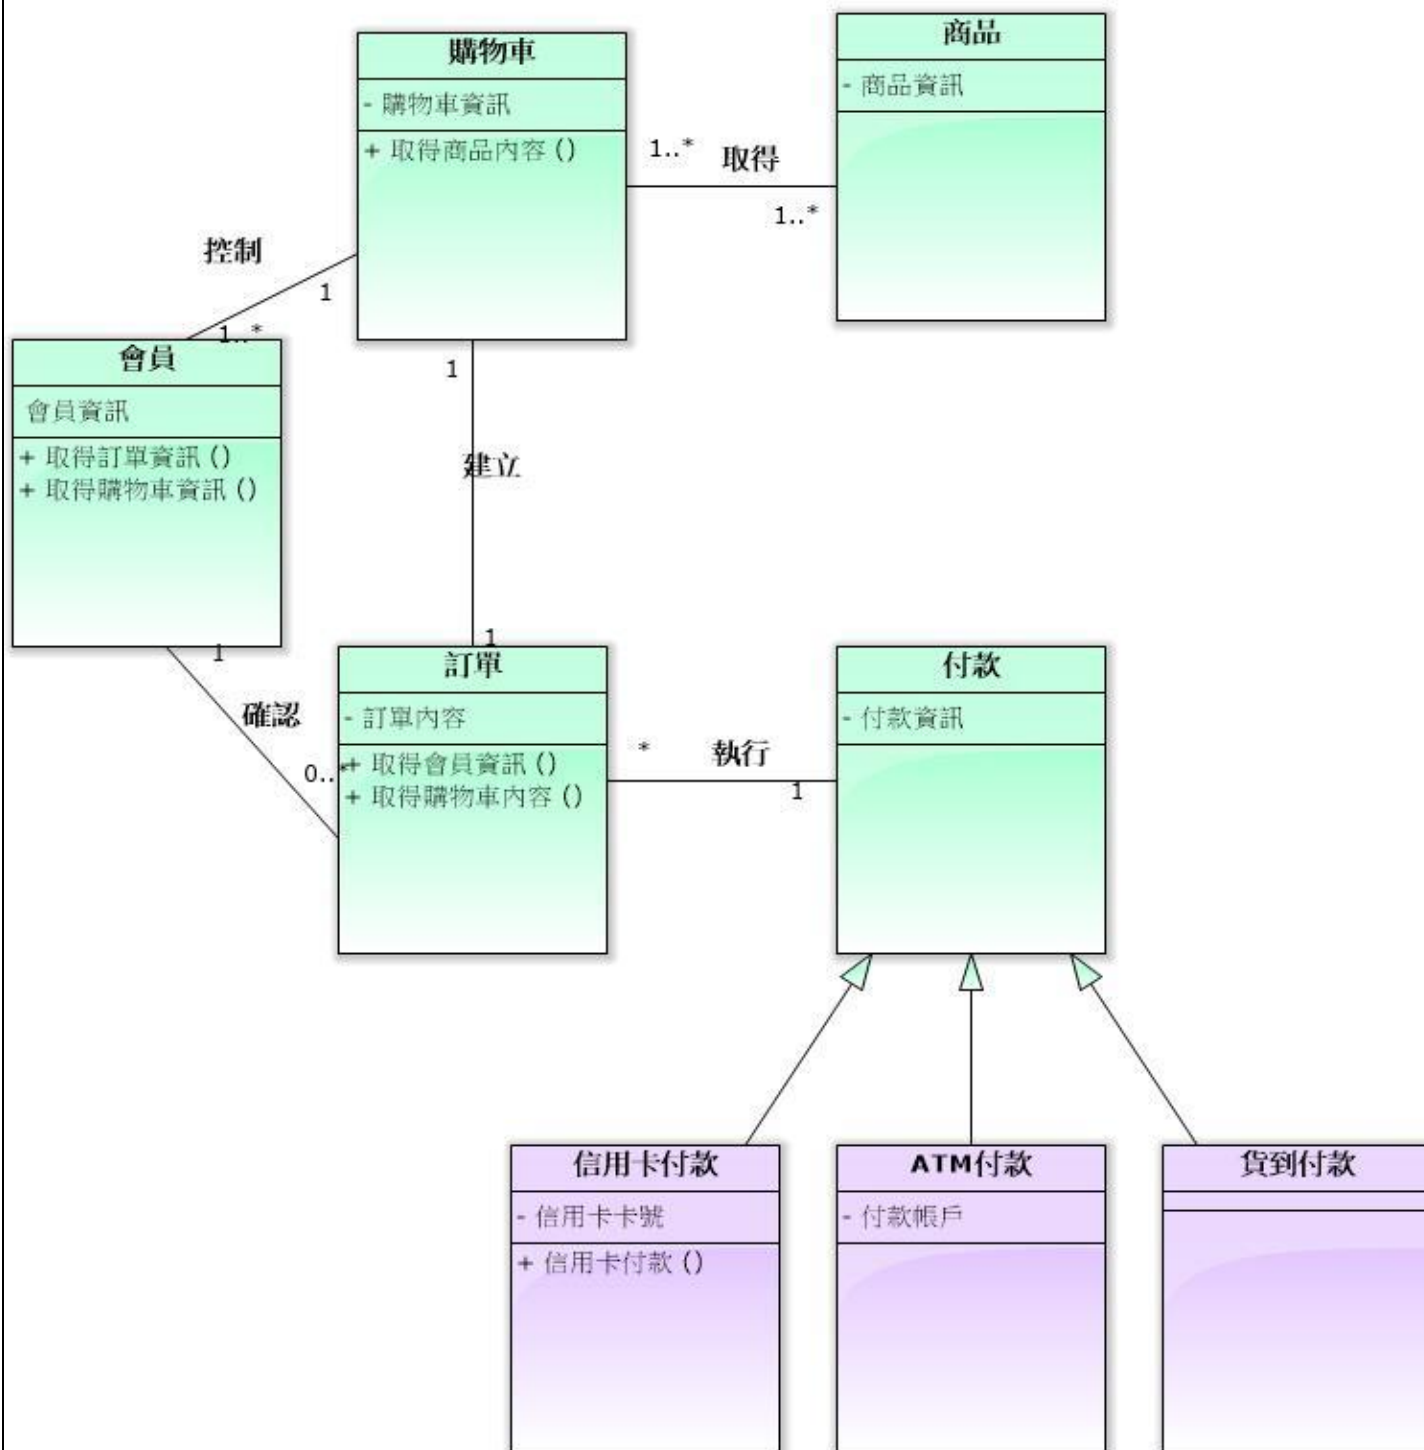 購物車
- 購物車資訊
+ 取得商品內容 ()
商品
- 商品資訊
1..*
取得
1..*
控制
1
1..*
會員
會員資訊
+ 取得訂單資訊 ()
+ 取得購物車資訊 ()
1
建立
1
1
確認
0..*
訂單
- 訂單內容
+ 取得會員資訊 ()
+ 取得購物車內容 ()
*
執行
1
付款
- 付款資訊
信用卡付款
- 信用卡卡號
+ 信用卡付款 ()
ATM付款
- 付款帳戶
貨到付款